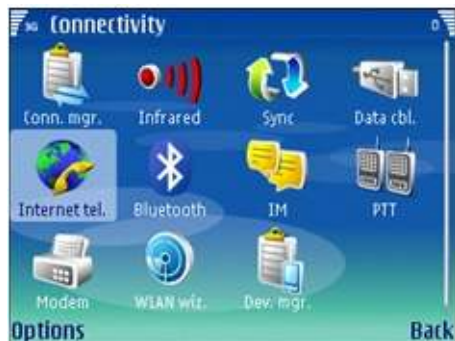 3G Connectivity D
Conn. mgr. Infrared Sync Data cbl.
Internet tel. Bluetooth IM PTT
Modem WLAN wiz. Dev. mgr.
Options Back